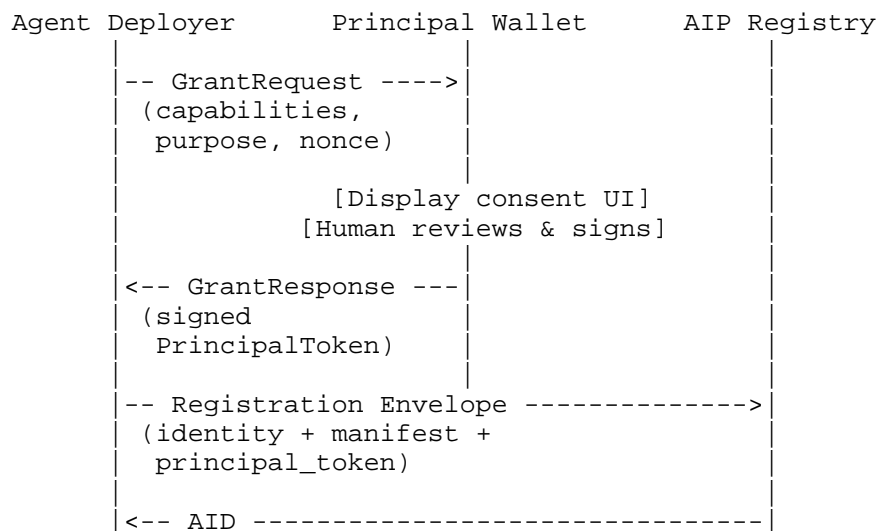 Agent Deployer Principal Wallet AIP Registry
-- GrantRequest ---->
(capabilities,
purpose, nonce)
[Display consent UI]
[Human reviews & signs]
<-- GrantResponse ---
(signed
PrincipalToken)
-- Registration Envelope -------------->
(identity + manifest +
principal_token)
<-- AID --------------------------------